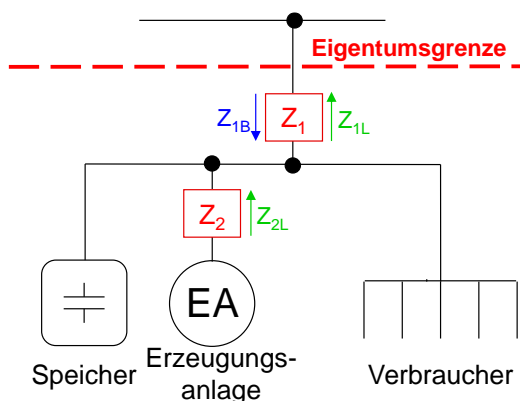 Eigentumsgrenze
Z1B Z1 Z1L
Z2 Z2L
EA
Speicher
Erzeugungs-
anlage
Verbraucher